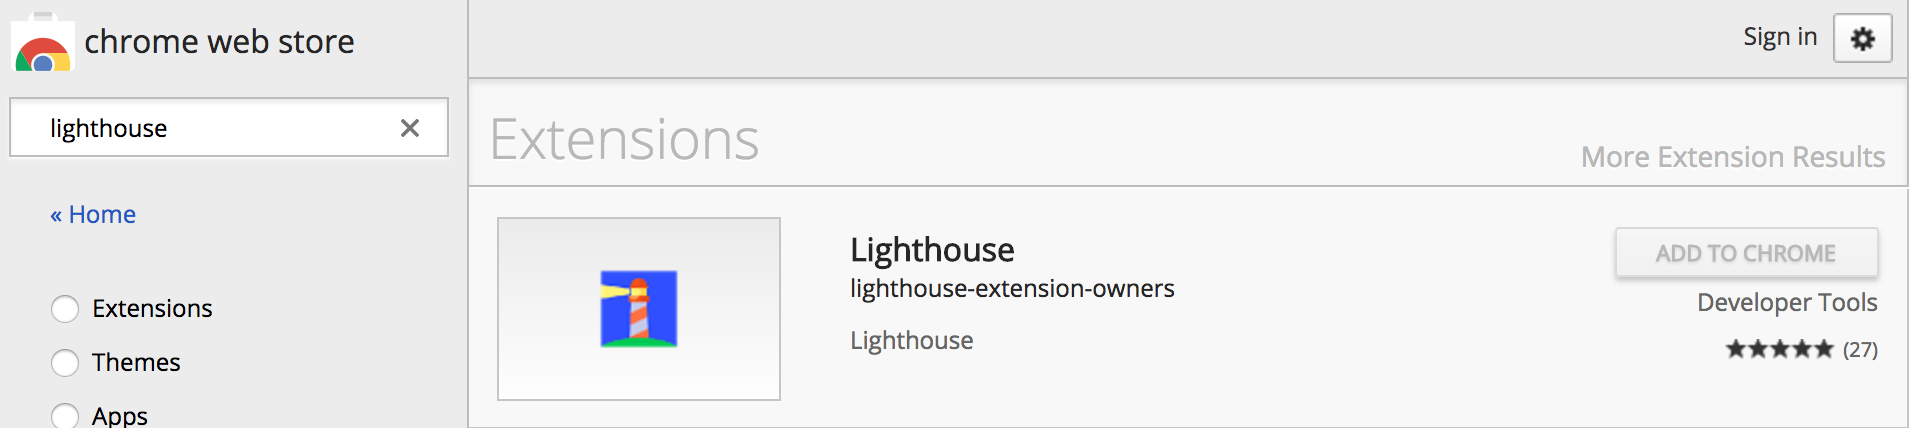 chrome web store
Sign in
lighthouse
Extensions
More Extension Results
« Home
Lighthouse
ADD TO CHROME
lighthouse-extension-owners
Developer Tools
Extensions
Lighthouse
(27)
Themes
Apps